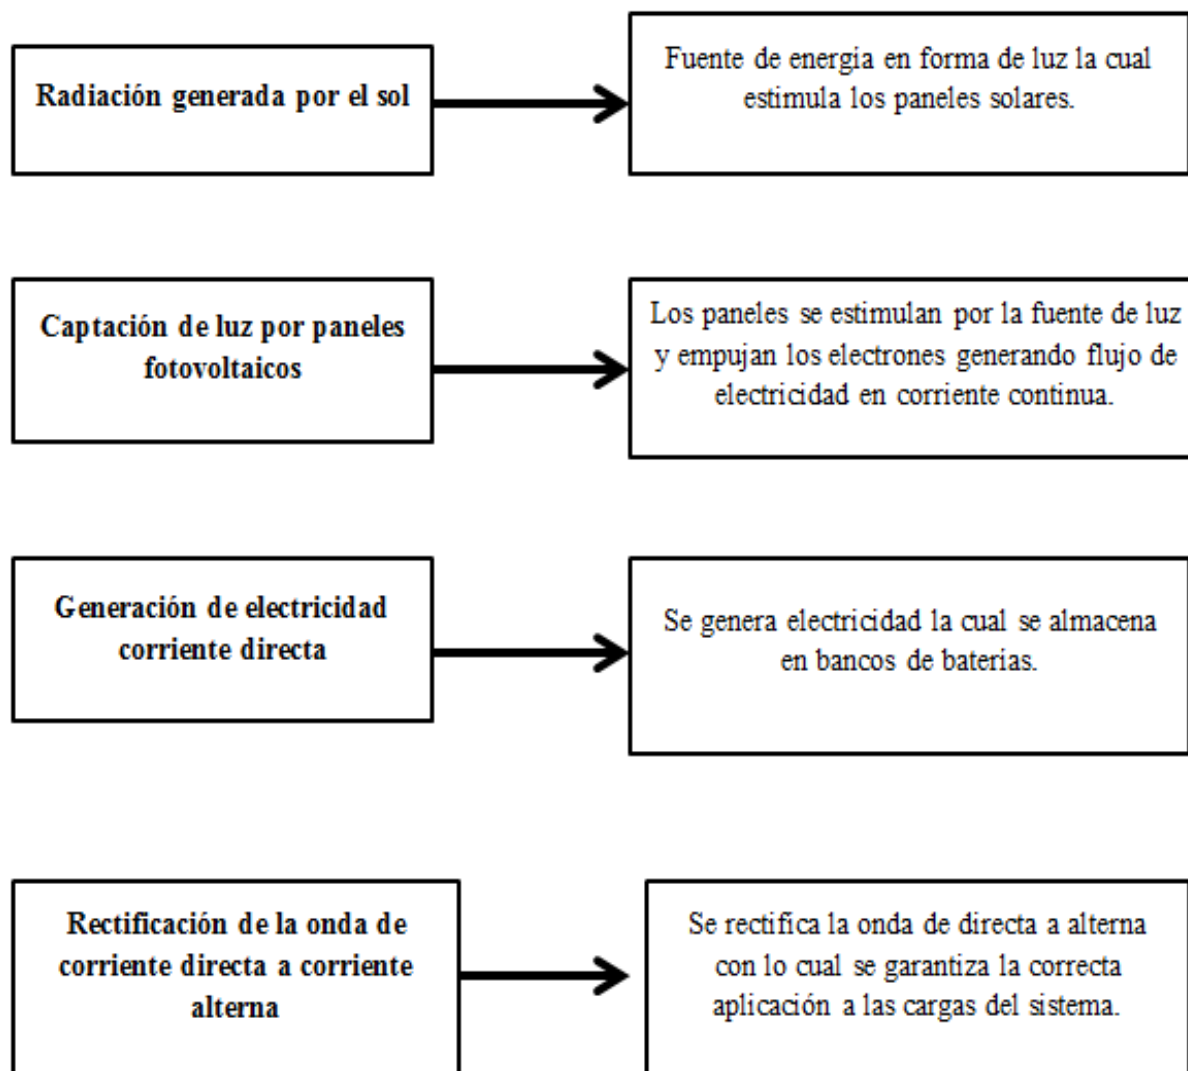 Radiación generada por el sol
Fuente de energía en forma de luz la cual
estimula los paneles solares.
Captación de luz por paneles
fotovoltaicos
Los paneles se estimulan por la fuente de luz
y empujan los electrones generando flujo de
electricidad en corriente continua.
Generación de electricidad
corriente directa
Se genera electricidad la cual se almacena
en bancos de baterías.
Rectificación de la onda de
corriente directa a corriente
alterna
Se rectifica la onda de directa a alterna
con lo cual se garantiza la correcta
aplicación a las cargas del sistema.